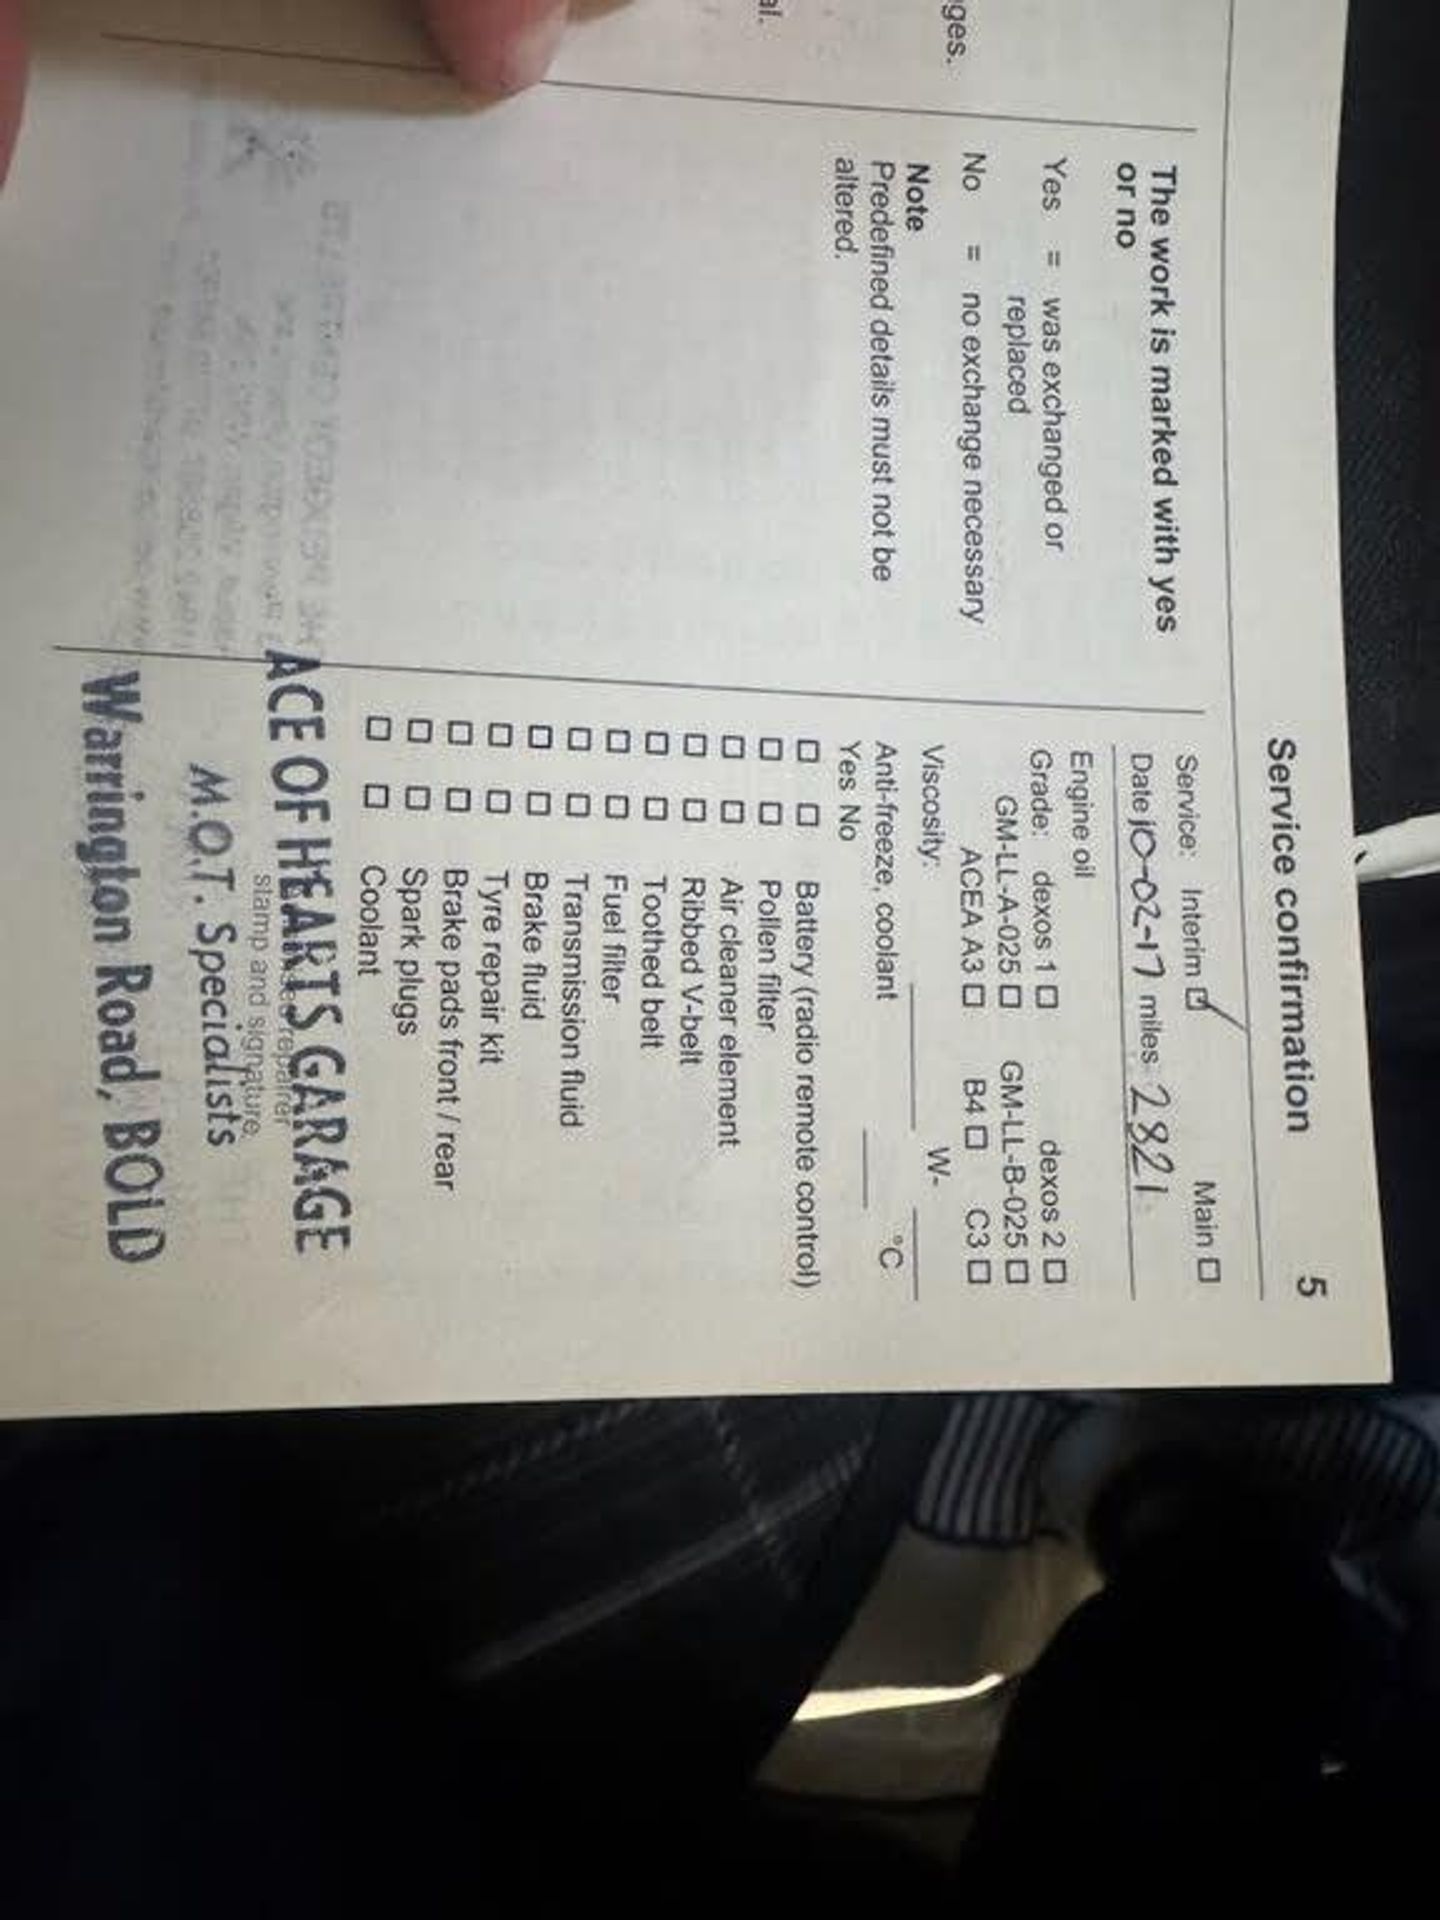 ges.
al.
The work is marked with yes
or no
Yes = was exchanged or
replaced
No = no exchange necessary
Note
Predefined details must not be
altered.
Service confirmation 5
Service: Interim Main
Date 10-02-17 miles 2821.
Engine oil
Grade: dexos 1 dexos 2
GM-LL-A-025 GM-LL-B-025
ACEA A3 B4 C3
Viscosity: W-
Anti-freeze, coolant °C
Yes No
Battery (radio remote control)
Pollen filter
Air cleaner element
Ribbed V-belt
Toothed belt
Fuel filter
Transmission fluid
Brake fluid
Tyre repair kit
Brake pads front / rear
Spark plugs
Coolant
ACE OF HEARTS GARAGE
repairer
stamp and signature
M.O.T. Specialists
Warrington Road, BOLD